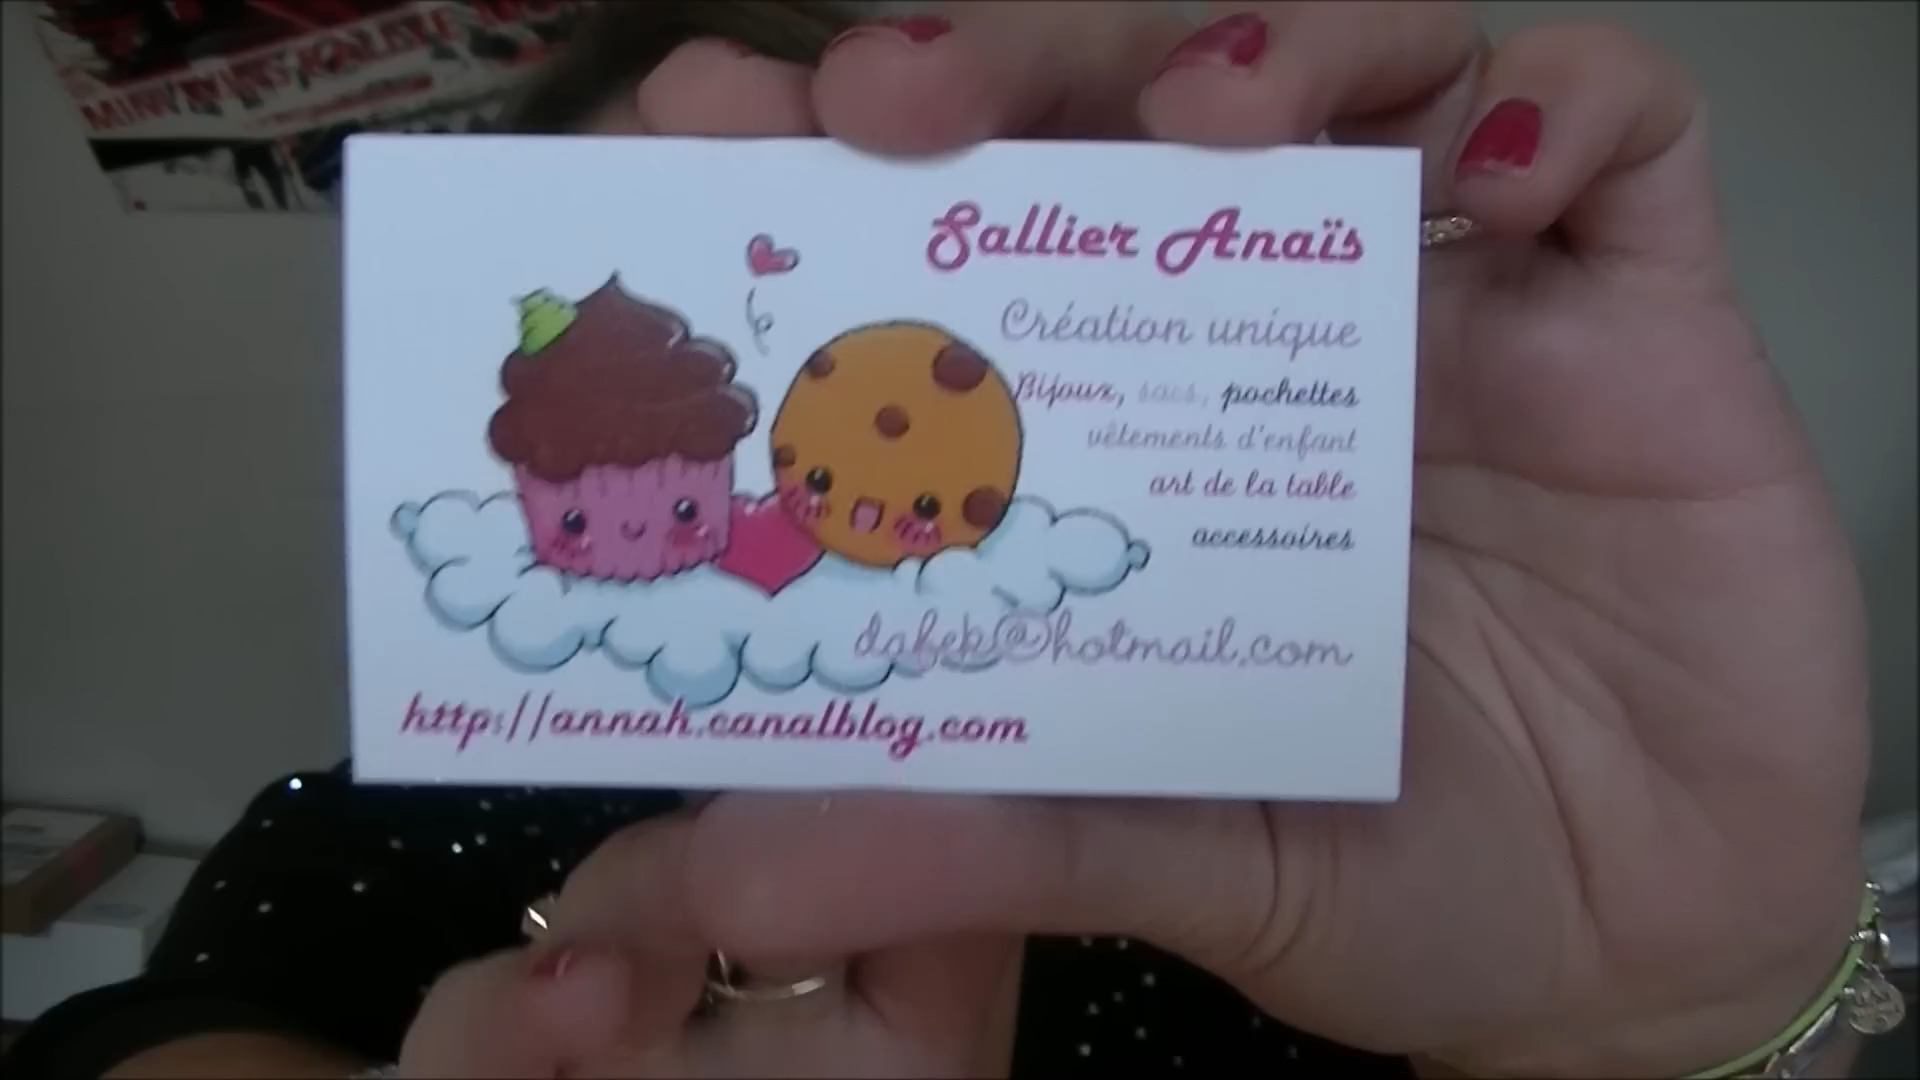 Sallier Anaïs
Création unique
Bijoux, sacs, pochettes
vêtements d'enfant
art de la table
accessoires
dafek@hotmail.com
http://annah.canalblog.com